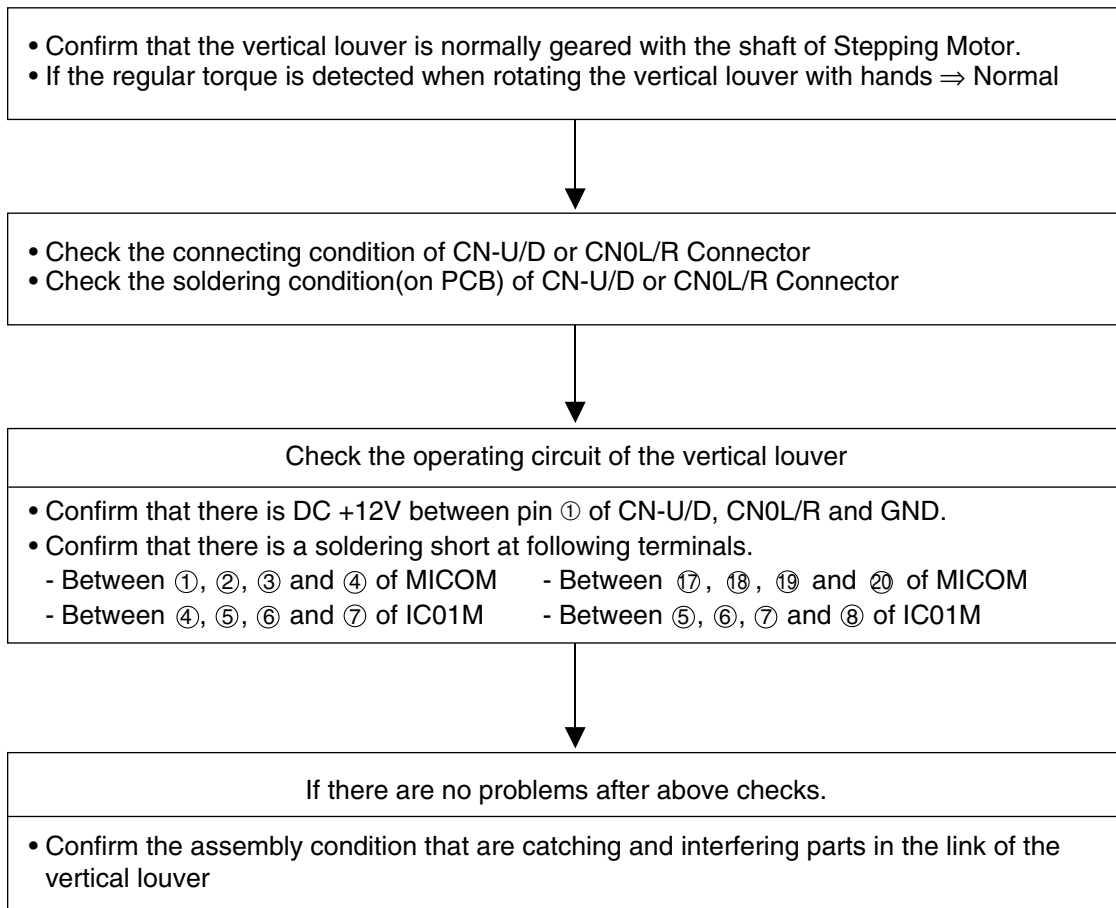 • Confirm that the vertical louver is normally geared with the shaft of Stepping Motor.
• If the regular torque is detected when rotating the vertical louver with hands ⇒ Normal
• Check the connecting condition of CN-U/D or CN0L/R Connector
• Check the soldering condition(on PCB) of CN-U/D or CN0L/R Connector
Check the operating circuit of the vertical louver
• Confirm that there is DC +12V between pin ① of CN-U/D, CN0L/R and GND.
• Confirm that there is a soldering short at following terminals.
- Between ①, ②, ③ and ④ of MICOM - Between ⑰, ⑱, ⑲ and ⑳ of MICOM
- Between ④, ⑤, ⑥ and ⑦ of IC01M - Between ⑤, ⑥, ⑦ and ⑧ of IC01M
If there are no problems after above checks.
• Confirm the assembly condition that are catching and interfering parts in the link of the
vertical louver